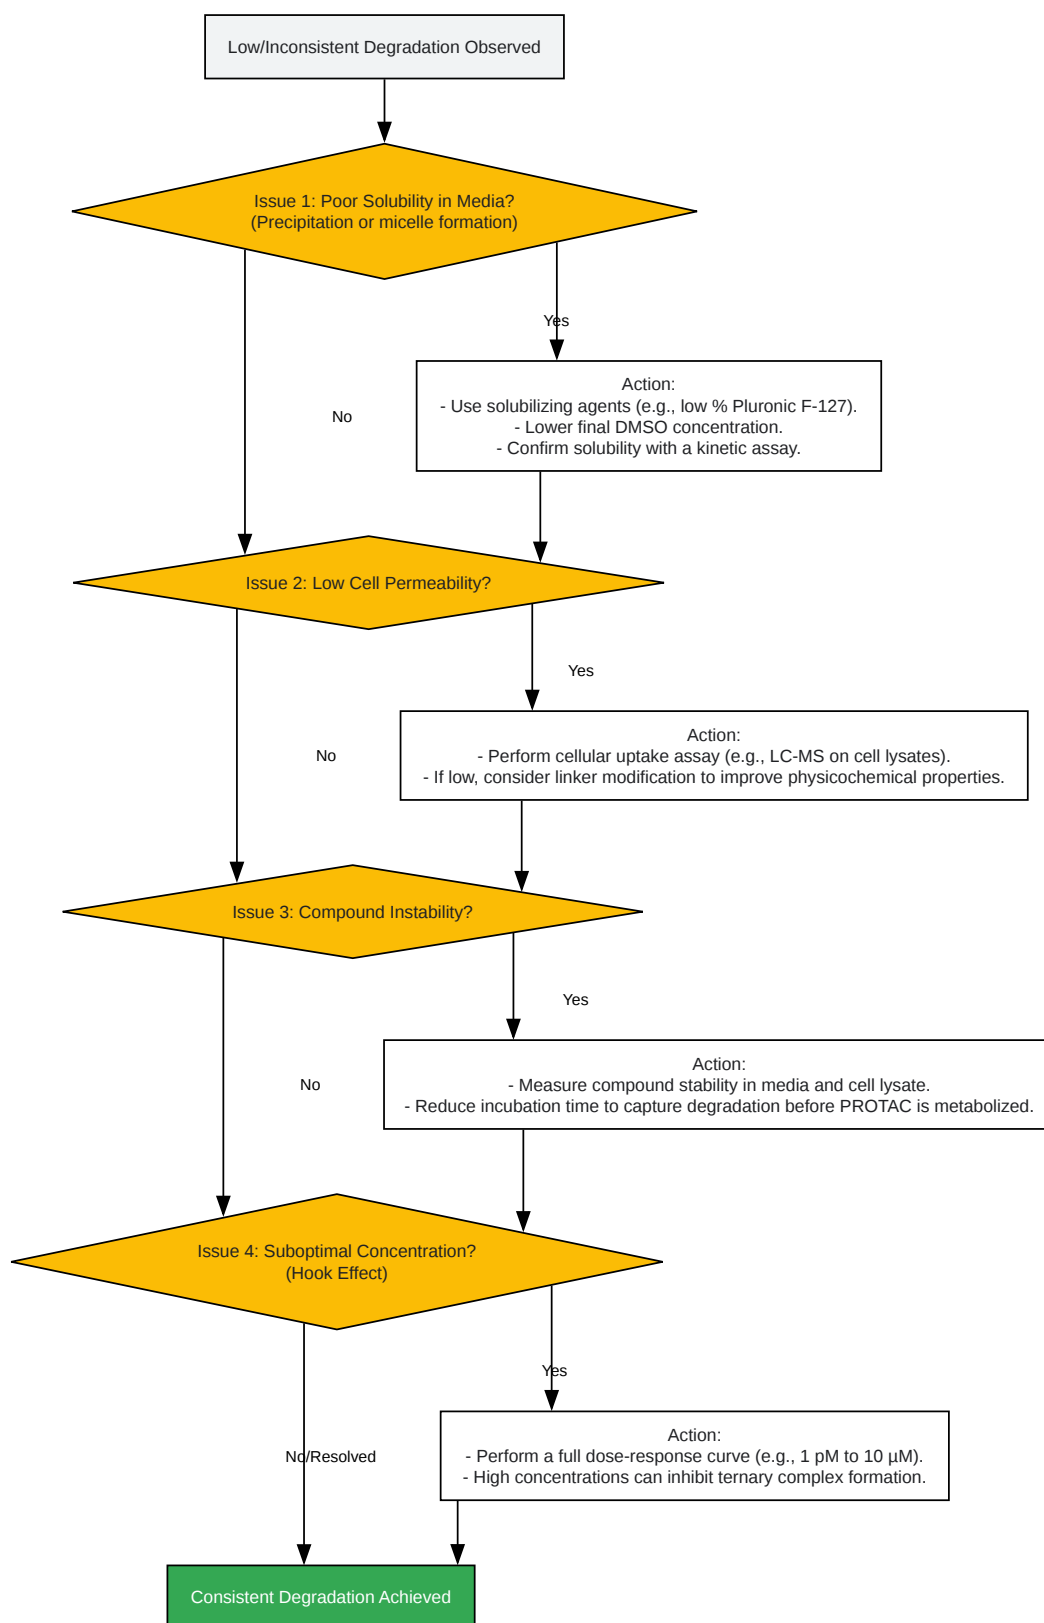 Low/Inconsistent Degradation Observed
Issue 1: Poor Solubility in Media?
(Precipitation or micelle formation)
Yes
No
Action:
- Use solubilizing agents (e.g., low % Pluronic F-127).
- Lower final DMSO concentration.
- Confirm solubility with a kinetic assay.
Issue 2: Low Cell Permeability?
Yes
No
Action:
- Perform cellular uptake assay (e.g., LC-MS on cell lysates).
- If low, consider linker modification to improve physicochemical properties.
Issue 3: Compound Instability?
Yes
No
Action:
- Measure compound stability in media and cell lysate.
- Reduce incubation time to capture degradation before PROTAC is metabolized.
Issue 4: Suboptimal Concentration?
(Hook Effect)
Yes
No/Resolved
Action:
- Perform a full dose-response curve (e.g., 1 pM to 10 µM).
- High concentrations can inhibit ternary complex formation.
Consistent Degradation Achieved